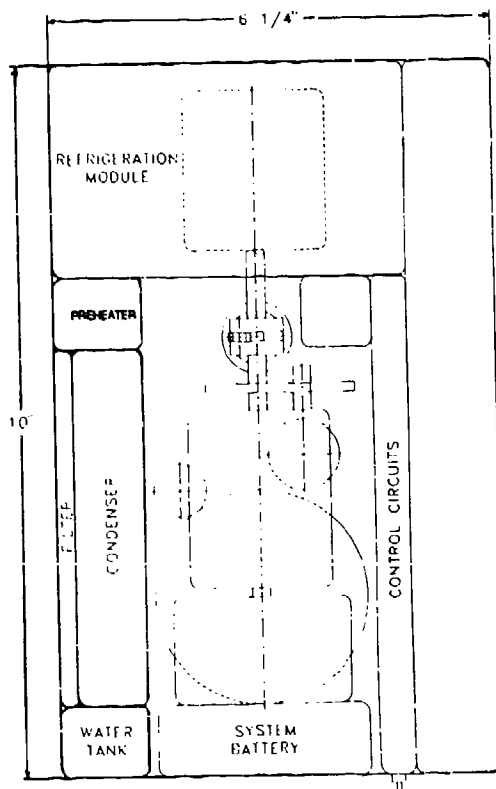 6 1/4"
REFRIGERATION
MODULE
PREHEATER
10"
FILTER
CONDENSER
CONTROL CIRCUITS
WATER
TANK
SYSTEM
BATTERY